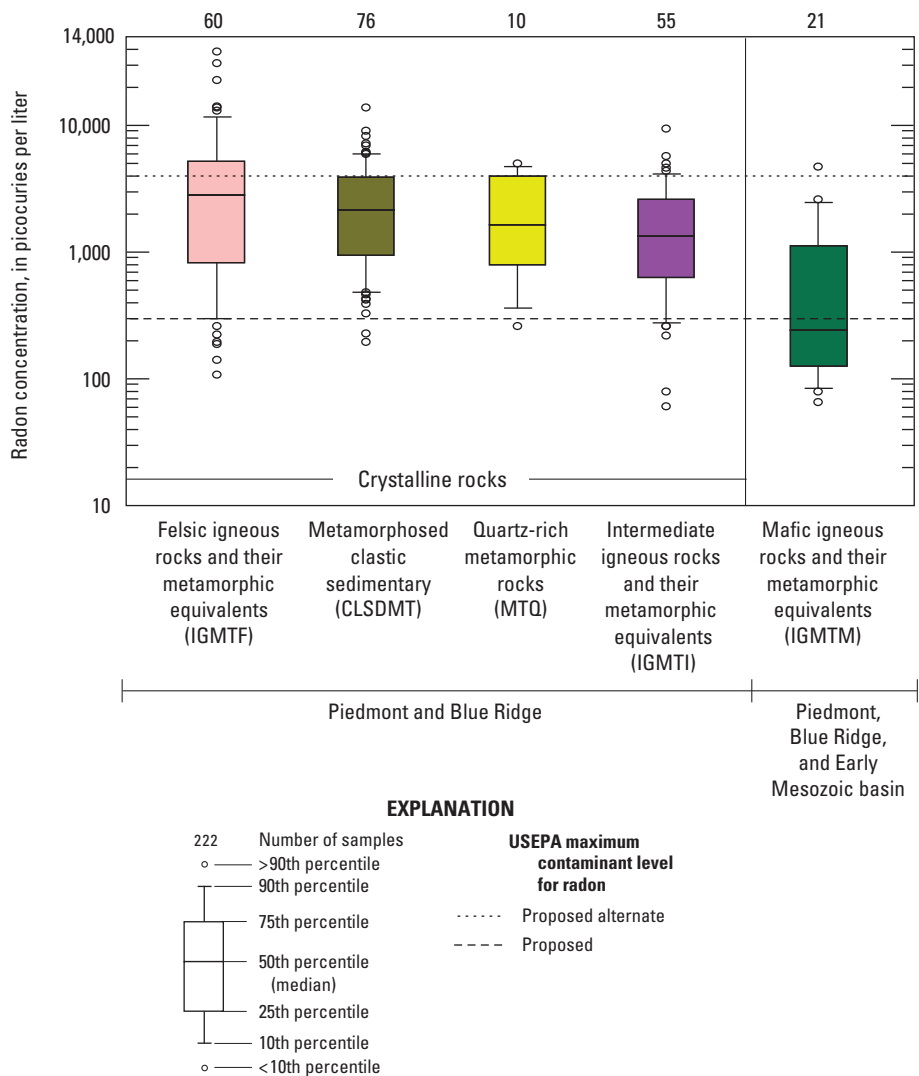 60 76 10 55 21
14,000
10,000
1,000
100
10
Radon concentration, in picocuries per liter
Crystalline rocks
Felsic igneous
rocks and their
metamorphic
equivalents
(IGMTF)
Metamorphosed
clastic
sedimentary
(CLSDMT)
Quartz-rich
metamorphic
rocks
(MTQ)
Intermediate
igneous rocks
and their
metamorphic
equivalents
(IGMTI)
Mafic igneous
rocks and their
metamorphic
equivalents
(IGMTM)
Piedmont and Blue Ridge
Piedmont,
Blue Ridge,
and Early
Mesozoic basin
EXPLANATION
222 Number of samples
>90th percentile
90th percentile
75th percentile
50th percentile
(median)
25th percentile
10th percentile
<10th percentile
USEPA maximum
contaminant level
for radon
Proposed alternate
Proposed